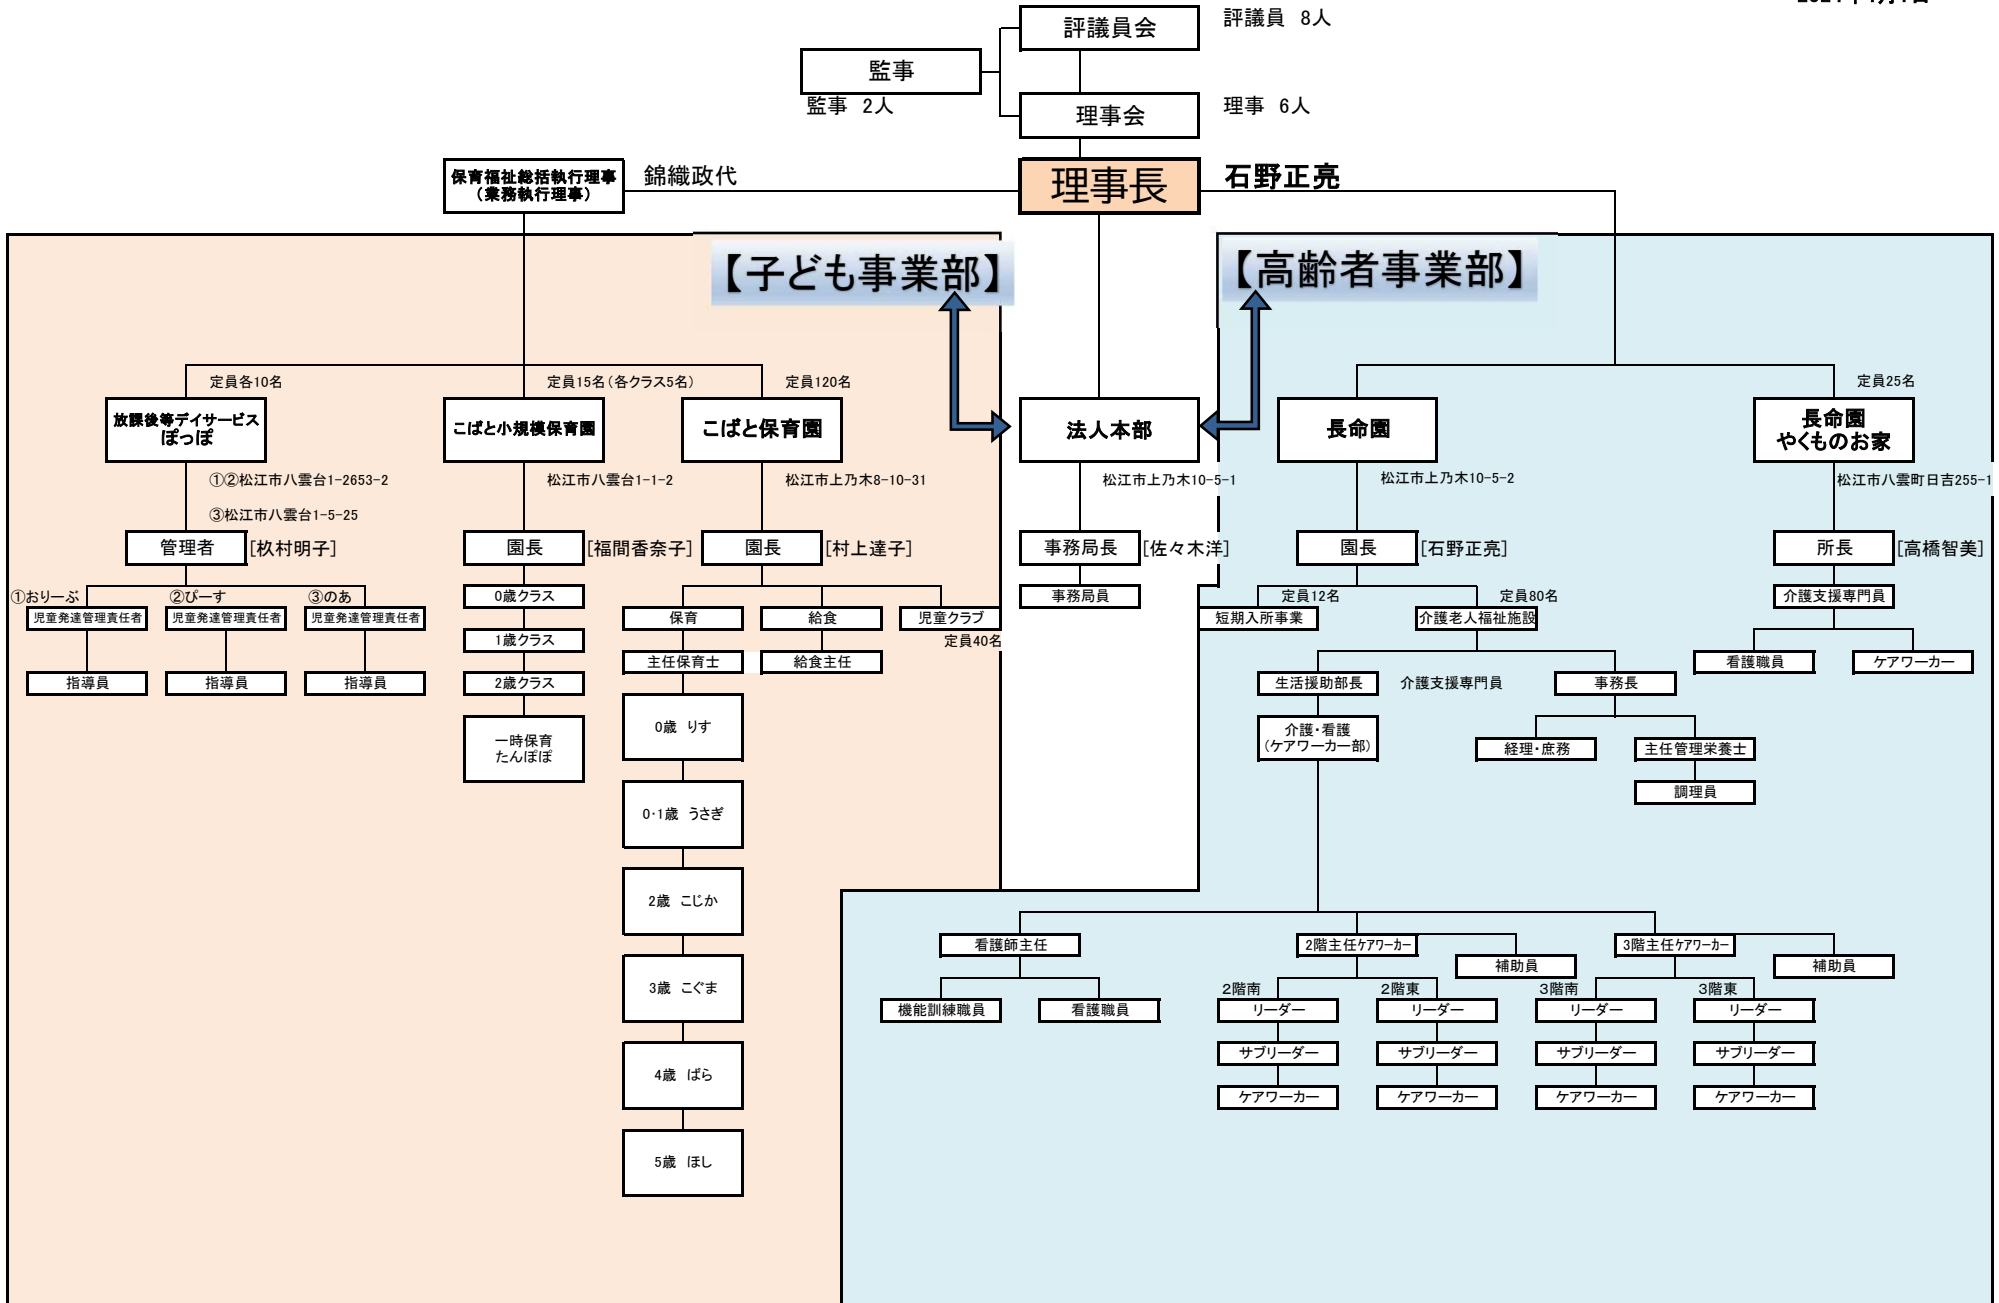 評議員会
評議員 8人
監事
監事 2人
理事会
理事 6人
保育福祉総括執行理事
（業務執行理事）
錦織政代
理事長
石野正亮
【子ども事業部】
【高齢者事業部】
定員各10名
定員15名（各クラス5名）
定員120名
定員25名
放課後等デイサービス
ぽっぽ
こばと小規模保育園
こばと保育園
法人本部
長命園
長命園
やくものお家
①②松江市八雲台1-2653-2
③松江市八雲台1-5-25
松江市八雲台1-1-2
松江市上乃木8-10-31
松江市上乃木10-5-1
松江市上乃木10-5-2
松江市八雲町日吉255-1
管理者
[杦村明子]
園長
[福間香奈子]
園長
[村上達子]
事務局長
[佐々木洋]
園長
[石野正亮]
所長
[高橋智美]
①おりーぶ
②ぴーす
③のあ
児童発達管理責任者
児童発達管理責任者
児童発達管理責任者
指導員
指導員
指導員
0歳クラス
1歳クラス
2歳クラス
一時保育
たんぽぽ
保育
給食
児童クラブ
定員40名
主任保育士
給食主任
0歳 りす
0・1歳 うさぎ
2歳 こじか
3歳 こぐま
4歳 ばら
5歳 ほし
事務局員
定員12名
定員80名
短期入所事業
介護老人福祉施設
介護支援専門員
看護職員
ケアワーカー
生活援助部長
介護支援専門員
事務長
介護・看護
（ケアワーカー部）
経理・庶務
主任管理栄養士
調理員
看護師主任
2階主任ケアワーカー
3階主任ケアワーカー
補助員
補助員
機能訓練職員
看護職員
2階南
2階東
3階南
3階東
リーダー
リーダー
リーダー
リーダー
サブリーダー
サブリーダー
サブリーダー
サブリーダー
ケアワーカー
ケアワーカー
ケアワーカー
ケアワーカー